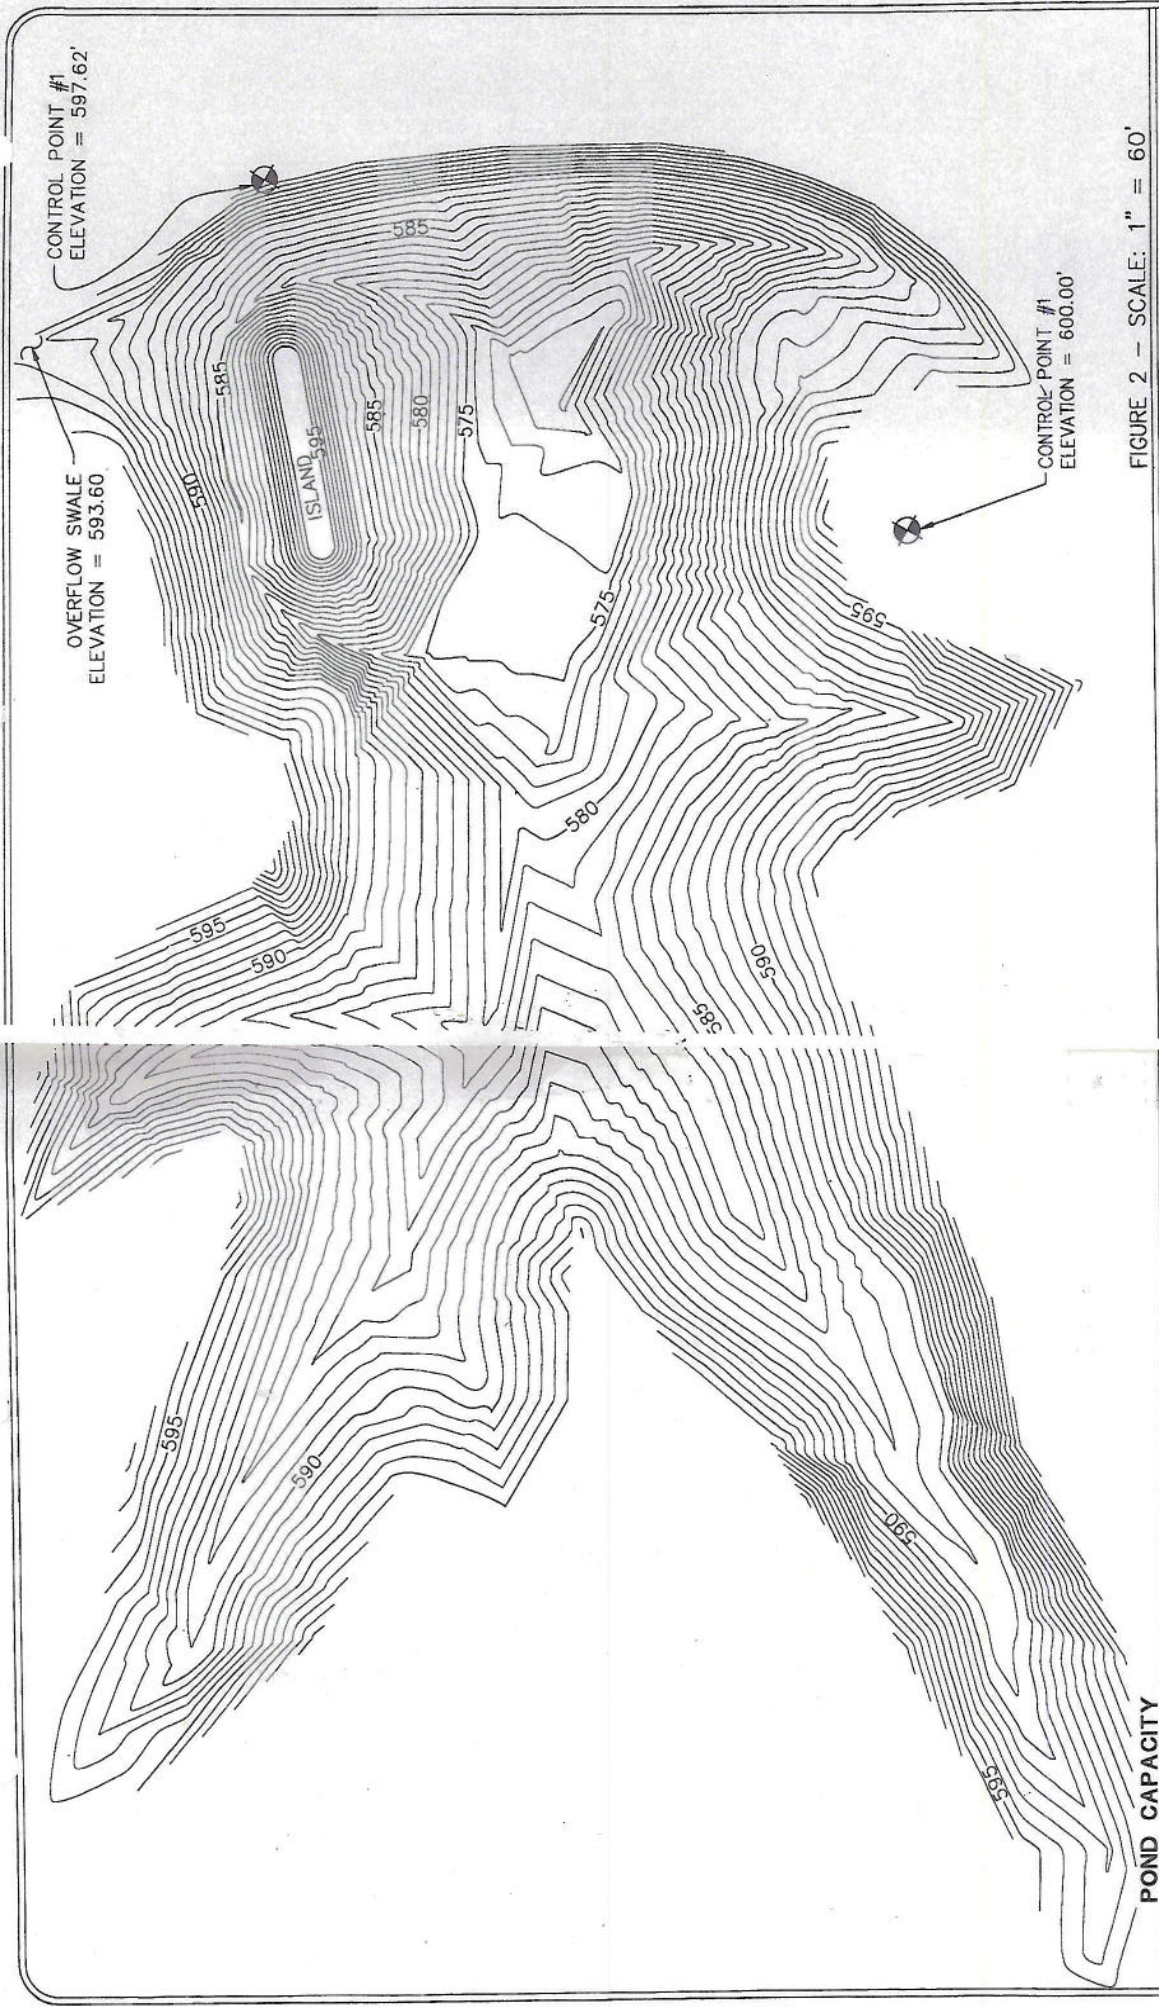 CONTROL POINT #1
ELEVATION = 597.62'
OVERFLOW SWALE
ELEVATION = 593.60
585
585
ISLAND
595
585
580
575
590
575
595
580
595
590
590
585
CONTROL POINT #1
ELEVATION = 600.00'
FIGURE 2 - SCALE: 1" = 60'
595
590
590
595
POND CAPACITY